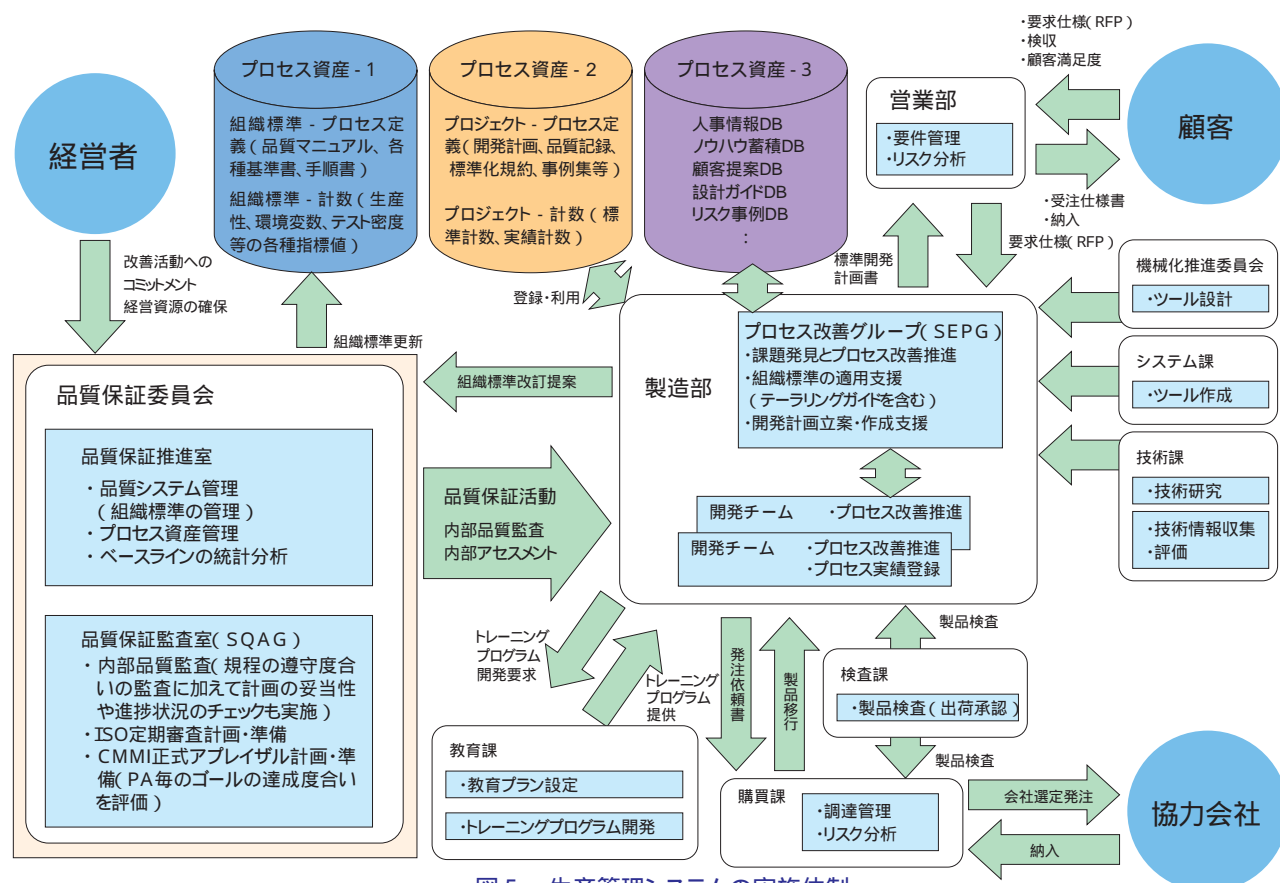 プロセス資産 - 1
組織標準 - プロセス定
義(品質マニュアル、各
種基準書、手順書)
組織標準 - 計数(生産
性、環境変数、テスト密度
等の各種指標値)
プロセス資産 - 2
プロジェクト - プロセス定
義(開発計画、品質記録、
標準化規約、事例集等)
プロジェクト - 計数(標
準計数、実績計数)
プロセス資産 - 3
人事情報DB
ノウハウ蓄積DB
顧客提案DB
設計ガイドDB
リスク事例DB
:
経営者
改善活動への
コミットメント
経営資源の確保
組織標準更新
登録・利用
営業部
・要件管理
・リスク分析
・要求仕様(RFP)
・検収
・顧客満足度
顧客
・受注仕様書
・納入
要求仕様(RFP)
標準開発
計画書
機械化推進委員会
・ツール設計
システム課
・ツール作成
技術課
・技術研究
・技術情報収集
・評価
品質保証委員会
品質保証推進室
・品質システム管理
(組織標準の管理)
・プロセス資産管理
・ベースラインの統計分析
品質保証監査室(SQAG)
・内部品質監査(規程の遵守度合
いの監査に加えて計画の妥当性
や進捗状況のチェックも実施)
・ISO定期審査計画・準備
・CMMI正式アプレイザル計画・準
備(PA毎のゴールの達成度合い
を評価)
組織標準改訂提案
品質保証活動
内部品質監査
内部アセスメント
製造部
プロセス改善グループ(SEPG)
・課題発見とプロセス改善推進
・組織標準の適用支援
(テーラリングガイドを含む)
・開発計画立案・作成支援
開発チーム ・プロセス改善推進
開発チーム ・プロセス改善推進
・プロセス実績登録
トレーニング
プログラム
開発要求
トレーニング
プログラム
提供
発注依頼書
製品移行
製品検査
検査課
・製品検査(出荷承認)
製品検査
教育課
・教育プラン設定
・トレーニングプログラム開発
購買課
・調達管理
・リスク分析
会社選定発注
納入
協力会社
図5 生産管理システムの実施体制